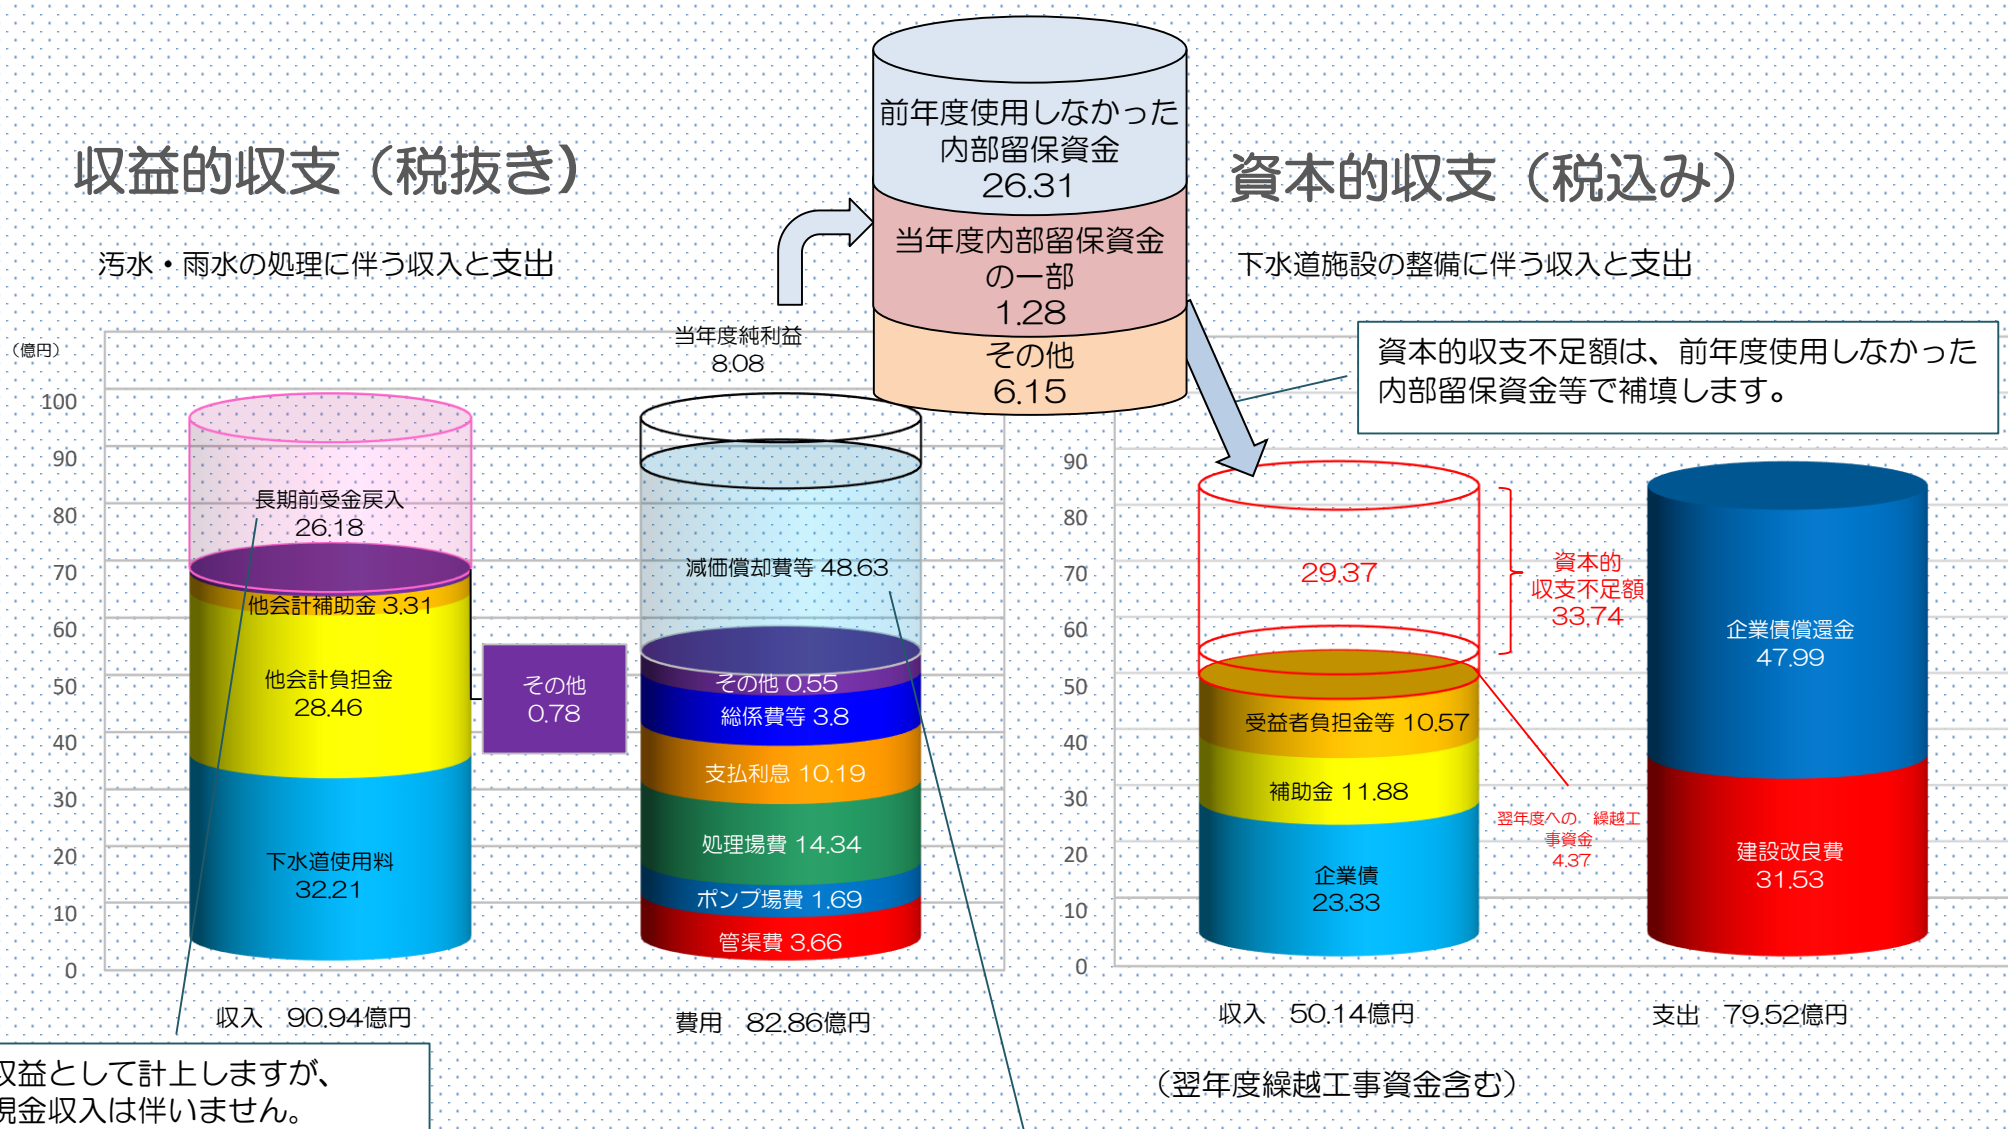 前年度使用しなかった
内部留保資金
26.31
当年度内部留保資金
の一部
1.28
その他
6.15
収益的収支（税抜き）
汚水・雨水の処理に伴う収入と支出
資本的収支（税込み）
下水道施設の整備に伴う収入と支出
資本的収支不足額は、前年度使用しなかった
内部留保資金等で補填します。
当年度純利益
8.08
（億円）
100
90
80
70
60
50
40
30
20
10
0
長期前受金戻入
26.18
他会計補助金 3.31
他会計負担金
28.46
その他
0.78
下水道使用料
32.21
収入　90.94億円
減価償却費等 48.63
その他 0.55
総係費等 3.8
支払利息 10.19
処理場費 14.34
ポンプ場費 1.69
管渠費 3.66
費用　82.86億円
90
80
70
60
50
40
30
20
10
0
29.37
資本的
収支不足額
33.74
受益者負担金等 10.57
補助金 11.88
企業債
23.33
翌年度への 繰越工
事資金
4.37
収入　50.14億円
企業債償還金
47.99
建設改良費
31.53
支出　79.52億円
（翌年度繰越工事資金含む）
収益として計上しますが、
現金収入は伴いません。